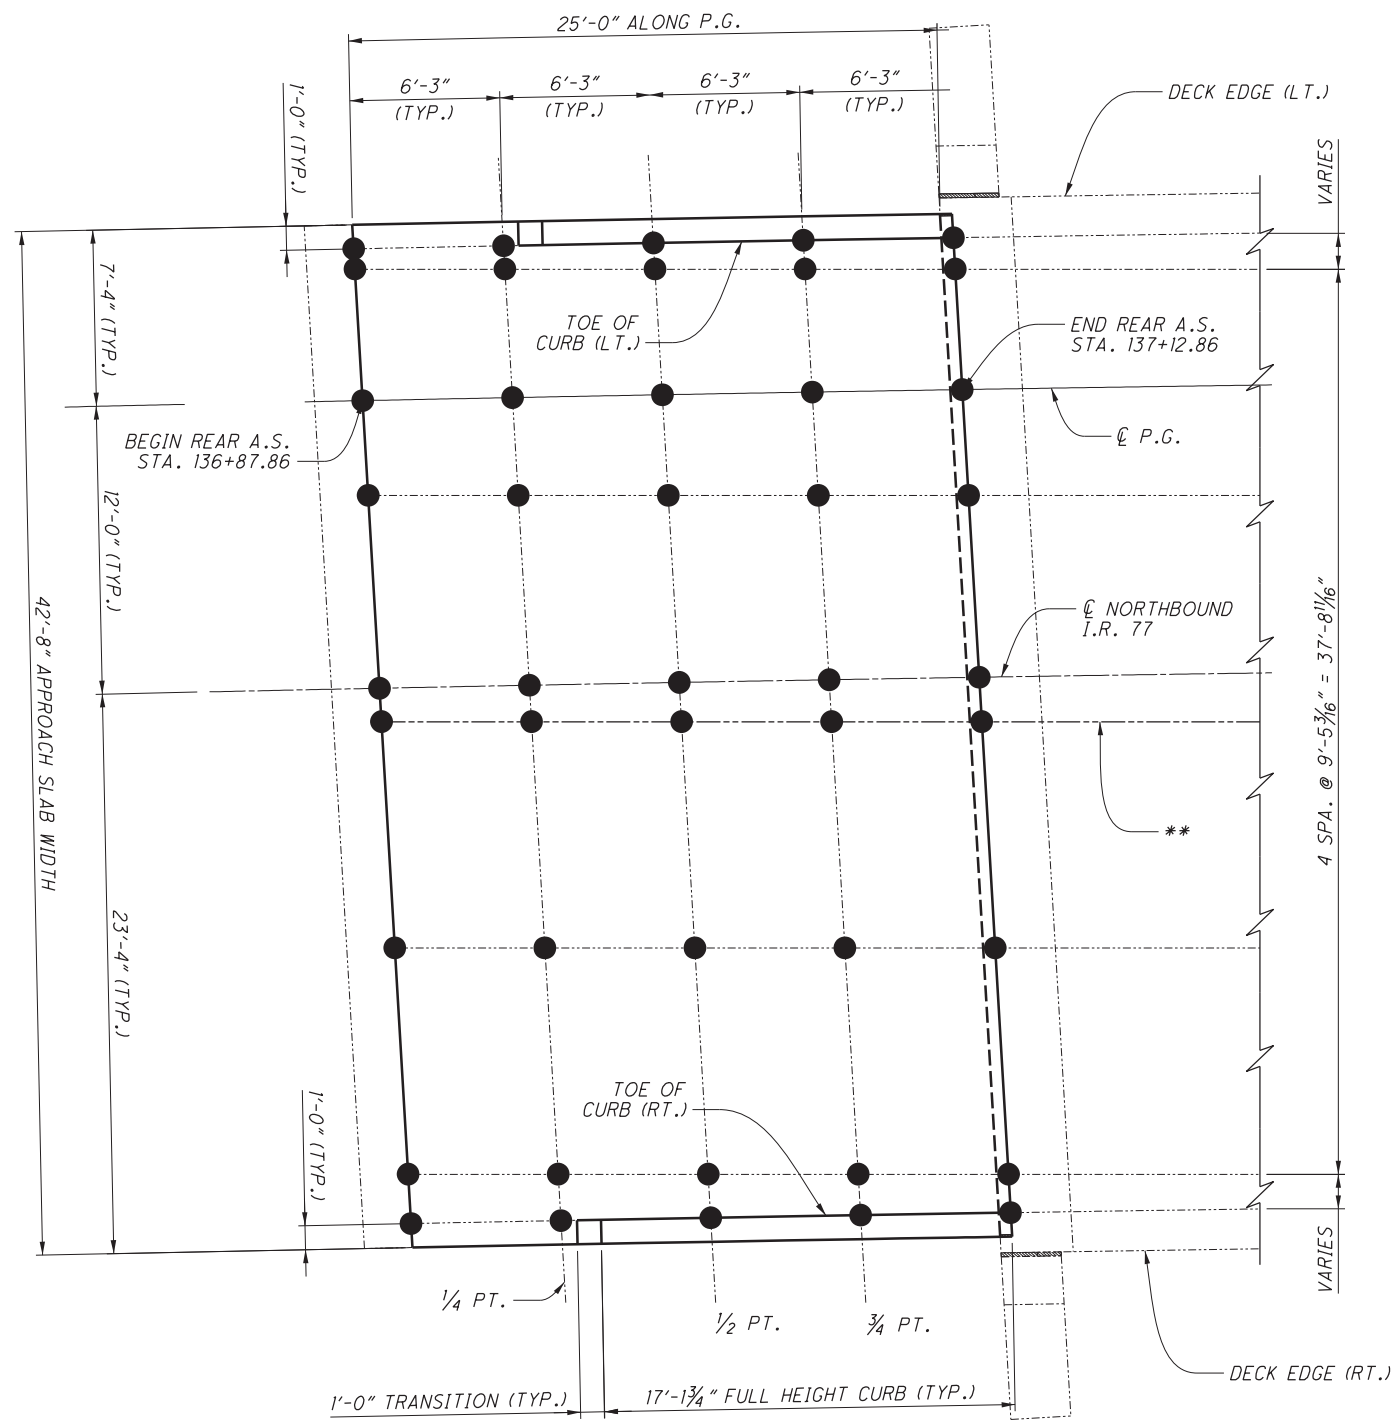 25'-0" ALONG P.G.
6'-3"
(TYP.)
6'-3"
(TYP.)
6'-3"
(TYP.)
6'-3"
(TYP.)
1'-0" (TYP.)
DECK EDGE (LT.)
VARIES
7'-4" (TYP.)
TOE OF
CURB (LT.)
END REAR A.S.
STA. 137+12.86
BEGIN REAR A.S.
STA. 136+87.86
℄ P.G.
12'-0" (TYP.)
42'-8" APPROACH SLAB WIDTH
℄ NORTHBOUND
I.R. 77
4 SPA. @ 9'-5 3/16" = 37'-8 11/16"
**
23'-4" (TYP.)
TOE OF
CURB (RT.)
1'-0" (TYP.)
VARIES
1/4 PT.
1/2 PT.
3/4 PT.
DECK EDGE (RT.)
1'-0" TRANSITION (TYP.)
17'-1 3/4" FULL HEIGHT CURB (TYP.)